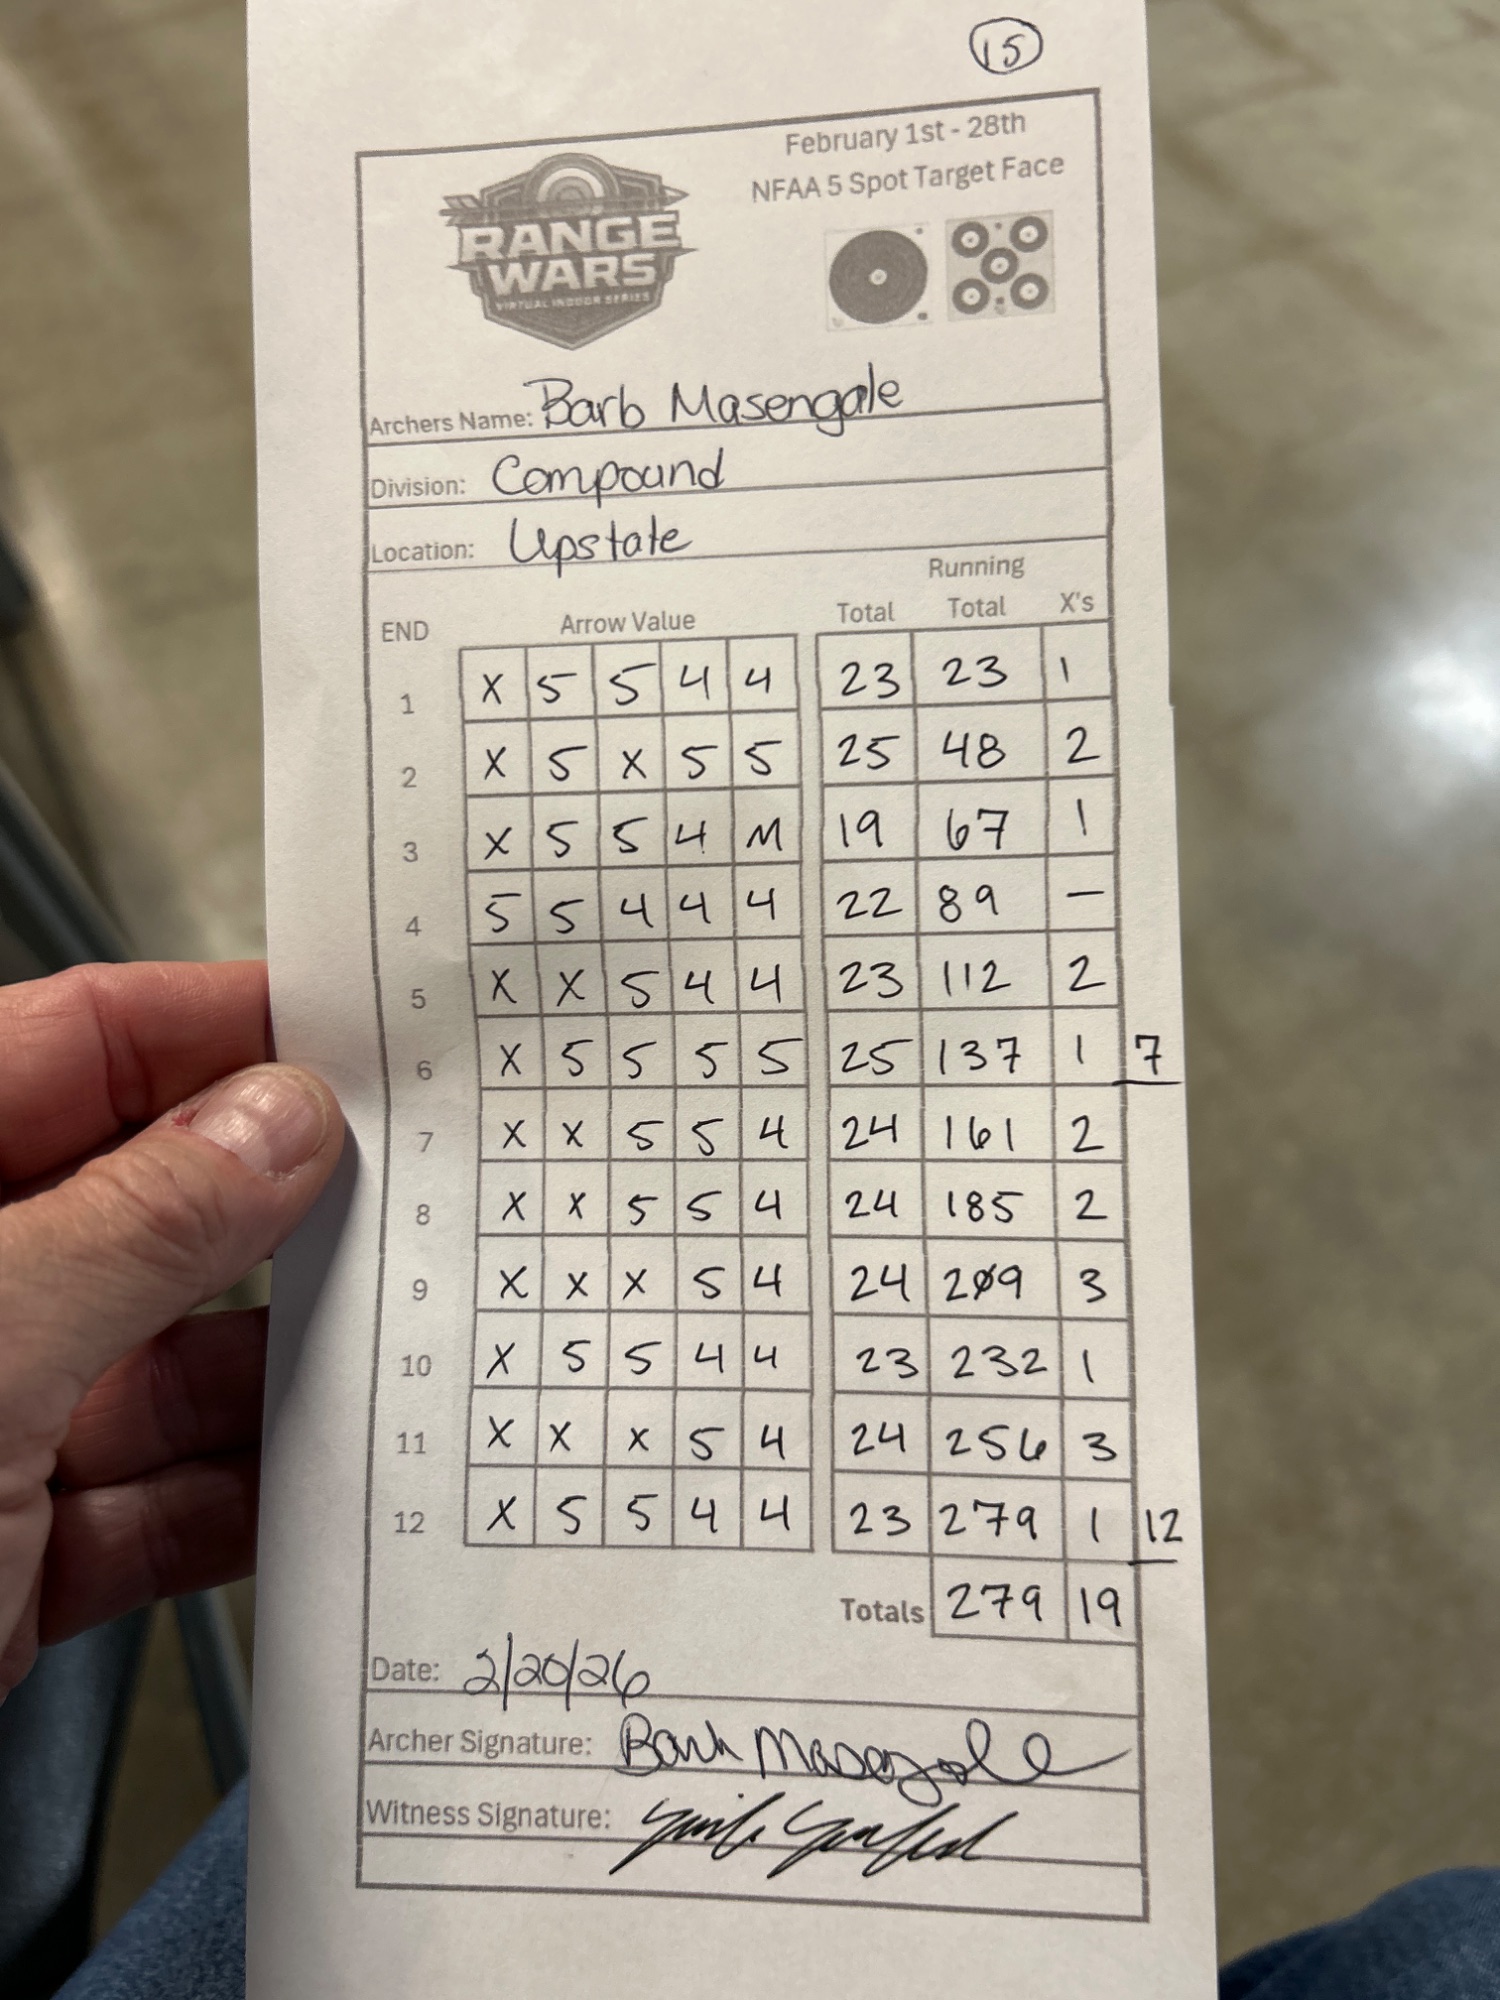 15
February 1st - 28th
NFAA 5 Spot Target Face
RANGE
WARS
VIRTUAL INDOOR SERIES
Archers Name: Barb Masengale
Division: Compound
Location: Upstate
Running
END Arrow Value Total Total X's
1 X 5 5 4 4 23 23 1
2 X 5 X 5 5 25 48 2
3 X 5 5 4 M 19 67 1
4 5 5 4 4 4 22 89 —
5 X X 5 4 4 23 112 2
6 X 5 5 5 5 25 137 1 7
7 X X 5 5 4 24 161 2
8 X X 5 5 4 24 185 2
9 X X X 5 4 24 209 3
10 X 5 5 4 4 23 232 1
11 X X X 5 4 24 256 3
12 X 5 5 4 4 23 279 1 12
Totals 279 19
Date: 2/20/26
Archer Signature: Barb Masengale
Witness Signature: